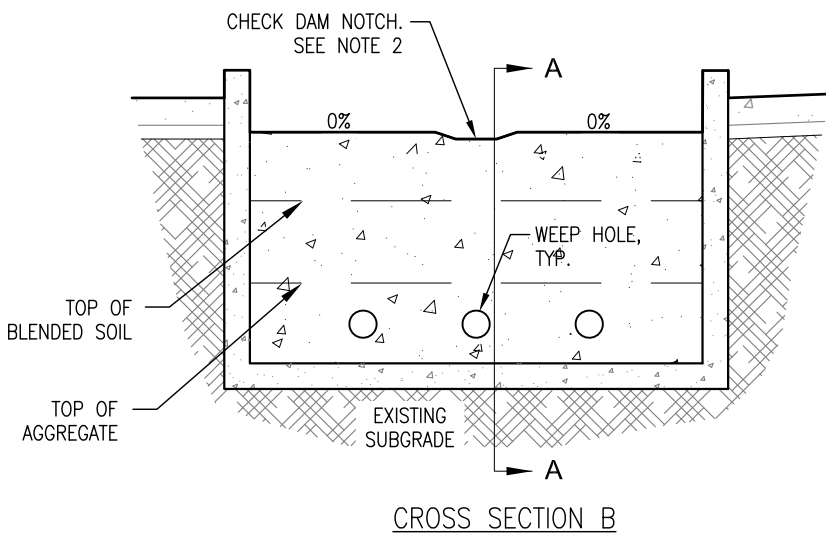 CHECK DAM NOTCH.
SEE NOTE 2
A
0%
0%
WEEP HOLE,
TYP.
TOP OF
BLENDED SOIL
TOP OF
AGGREGATE
EXISTING
SUBGRADE
A
CROSS SECTION B